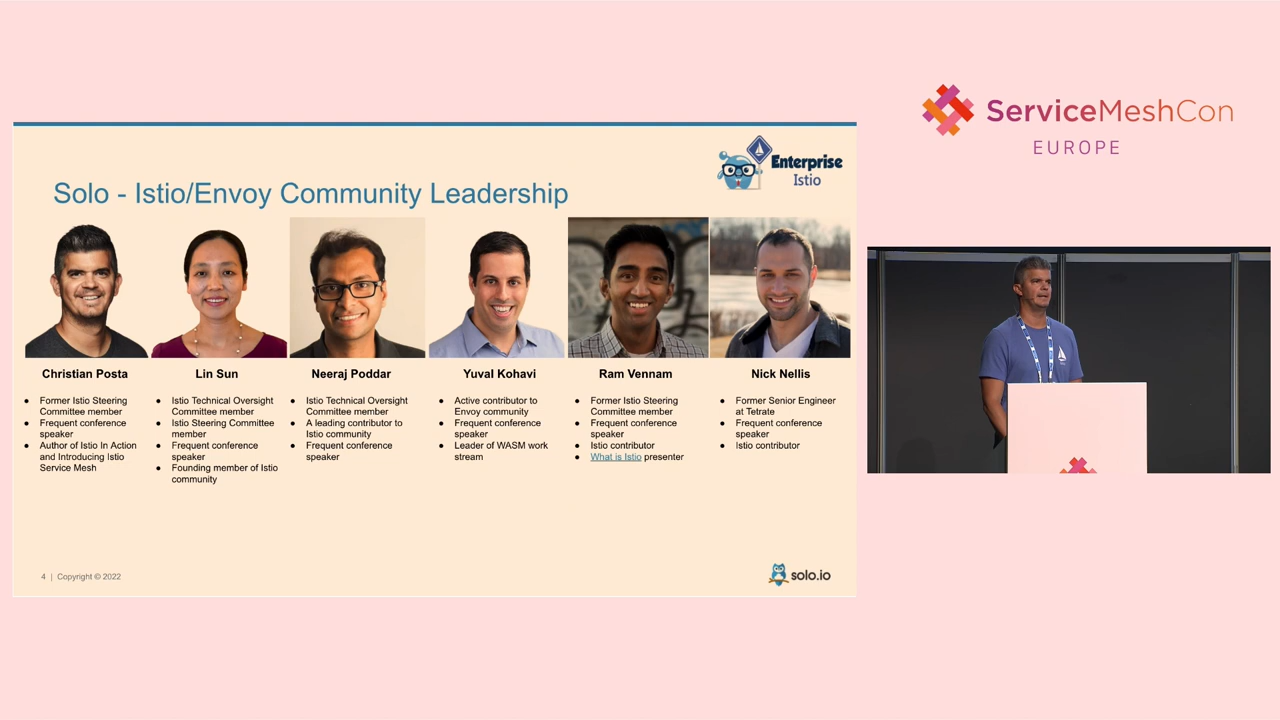 ServiceMeshCon
EUROPE
Enterprise
Istio
Solo - Istio/Envoy Community Leadership
Christian Posta
● Former Istio Steering
Committee member
● Frequent conference
speaker
● Author of Istio In Action
and Introducing Istio
Service Mesh
Lin Sun
● Istio Technical Oversight
Committee member
● Istio Steering Committee
member
● Frequent conference
speaker
● Founding member of Istio
community
Neeraj Poddar
● Istio Technical Oversight
Committee member
● A leading contributor to
Istio community
● Frequent conference
speaker
Yuval Kohavi
● Active contributor to
Envoy community
● Frequent conference
speaker
● Leader of WASM work
stream
Ram Vennam
● Former Istio Steering
Committee member
● Frequent conference
speaker
● Istio contributor
● What is Istio presenter
Nick Nellis
● Former Senior Engineer
at Tetrate
● Frequent conference
speaker
● Istio contributor
4 | Copyright © 2022
solo.io